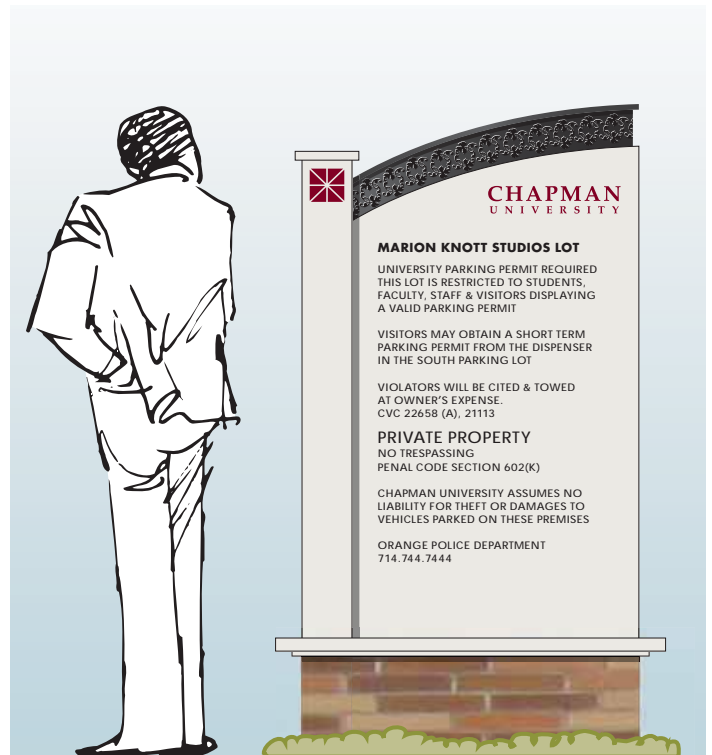 CHAPMAN
UNIVERSITY
MARION KNOTT STUDIOS LOT
UNIVERSITY PARKING PERMIT REQUIRED
THIS LOT IS RESTRICTED TO STUDENTS,
FACULTY, STAFF & VISITORS DISPLAYING
A VALID PARKING PERMIT
VISITORS MAY OBTAIN A SHORT TERM
PARKING PERMIT FROM THE DISPENSER
IN THE SOUTH PARKING LOT
VIOLATORS WILL BE CITED & TOWED
AT OWNER'S EXPENSE.
CVC 22658 (A), 21113
PRIVATE PROPERTY
NO TRESPASSING
PENAL CODE SECTION 602(K)
CHAPMAN UNIVERSITY ASSUMES NO
LIABILITY FOR THEFT OR DAMAGES TO
VEHICLES PARKED ON THESE PREMISES
ORANGE POLICE DEPARTMENT
714.744.7444